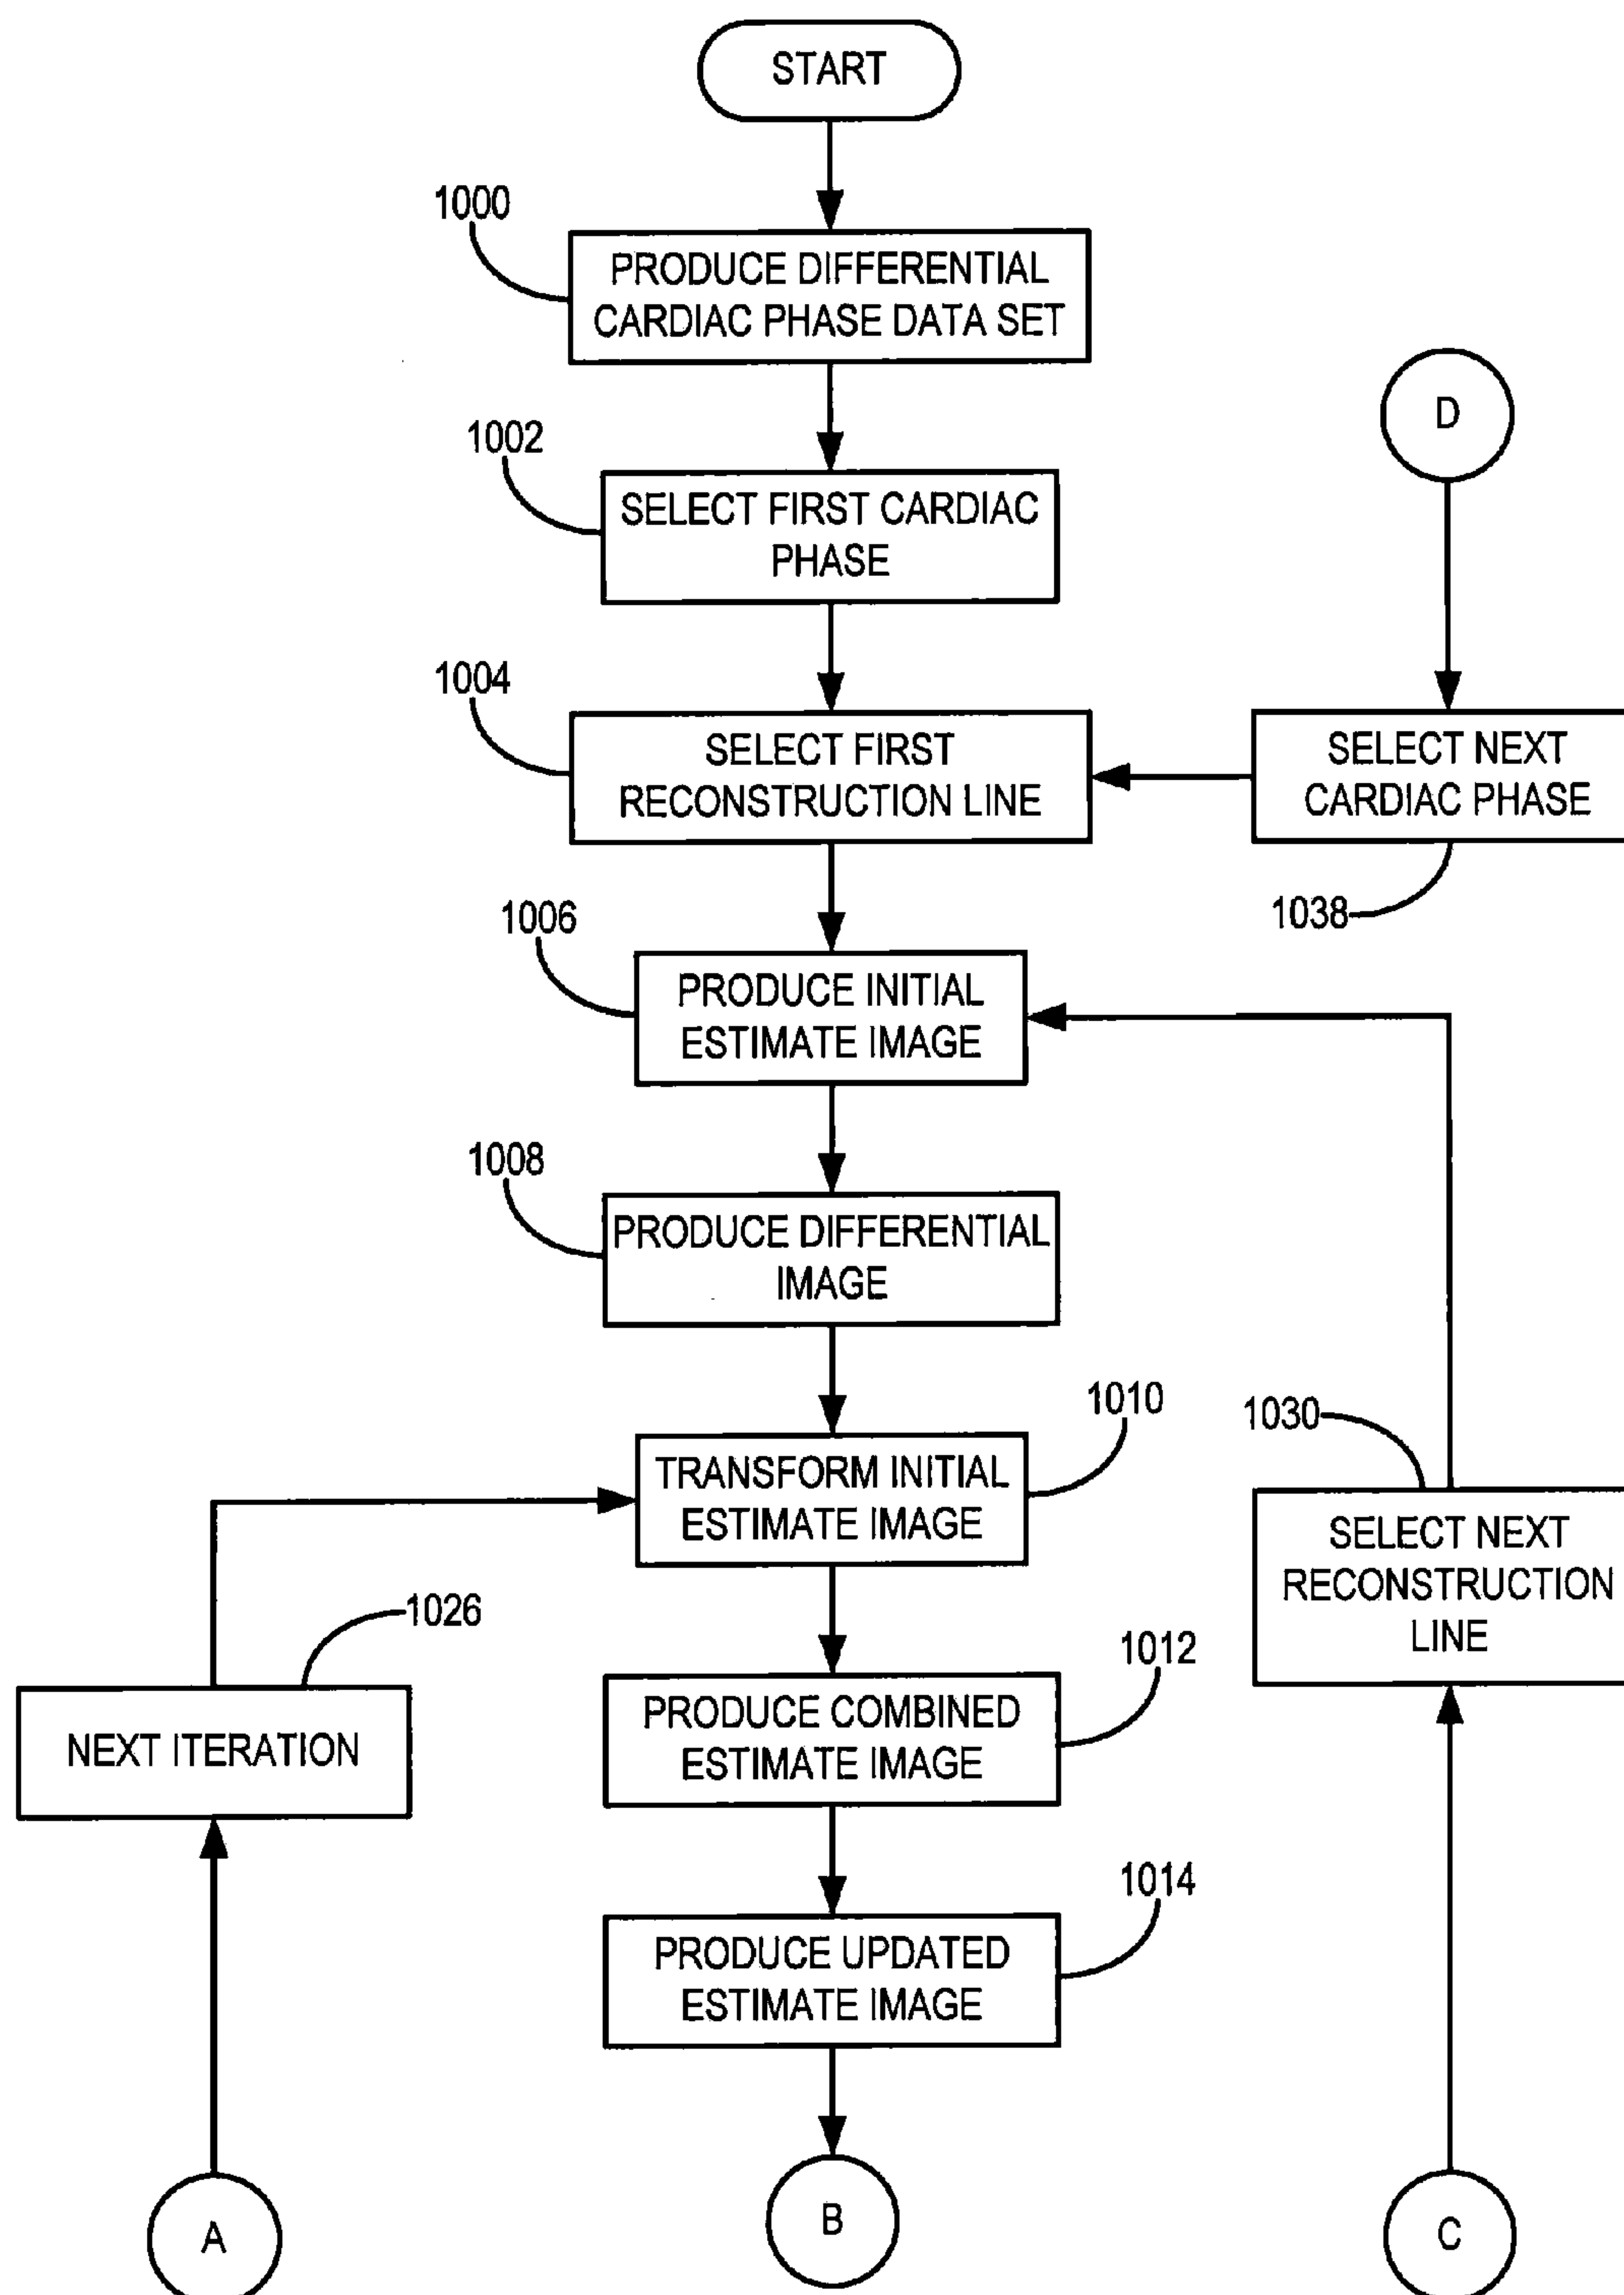 START
1000
PRODUCE DIFFERENTIAL
CARDIAC PHASE DATA SET
1002
SELECT FIRST CARDIAC
PHASE
D
1004
SELECT FIRST
RECONSTRUCTION LINE
SELECT NEXT
CARDIAC PHASE
1038
1006
PRODUCE INITIAL
ESTIMATE IMAGE
1008
PRODUCE DIFFERENTIAL
IMAGE
1010
TRANSFORM INITIAL
ESTIMATE IMAGE
1030
SELECT NEXT
RECONSTRUCTION
LINE
1026
NEXT ITERATION
1012
PRODUCE COMBINED
ESTIMATE IMAGE
1014
PRODUCE UPDATED
ESTIMATE IMAGE
A
B
C